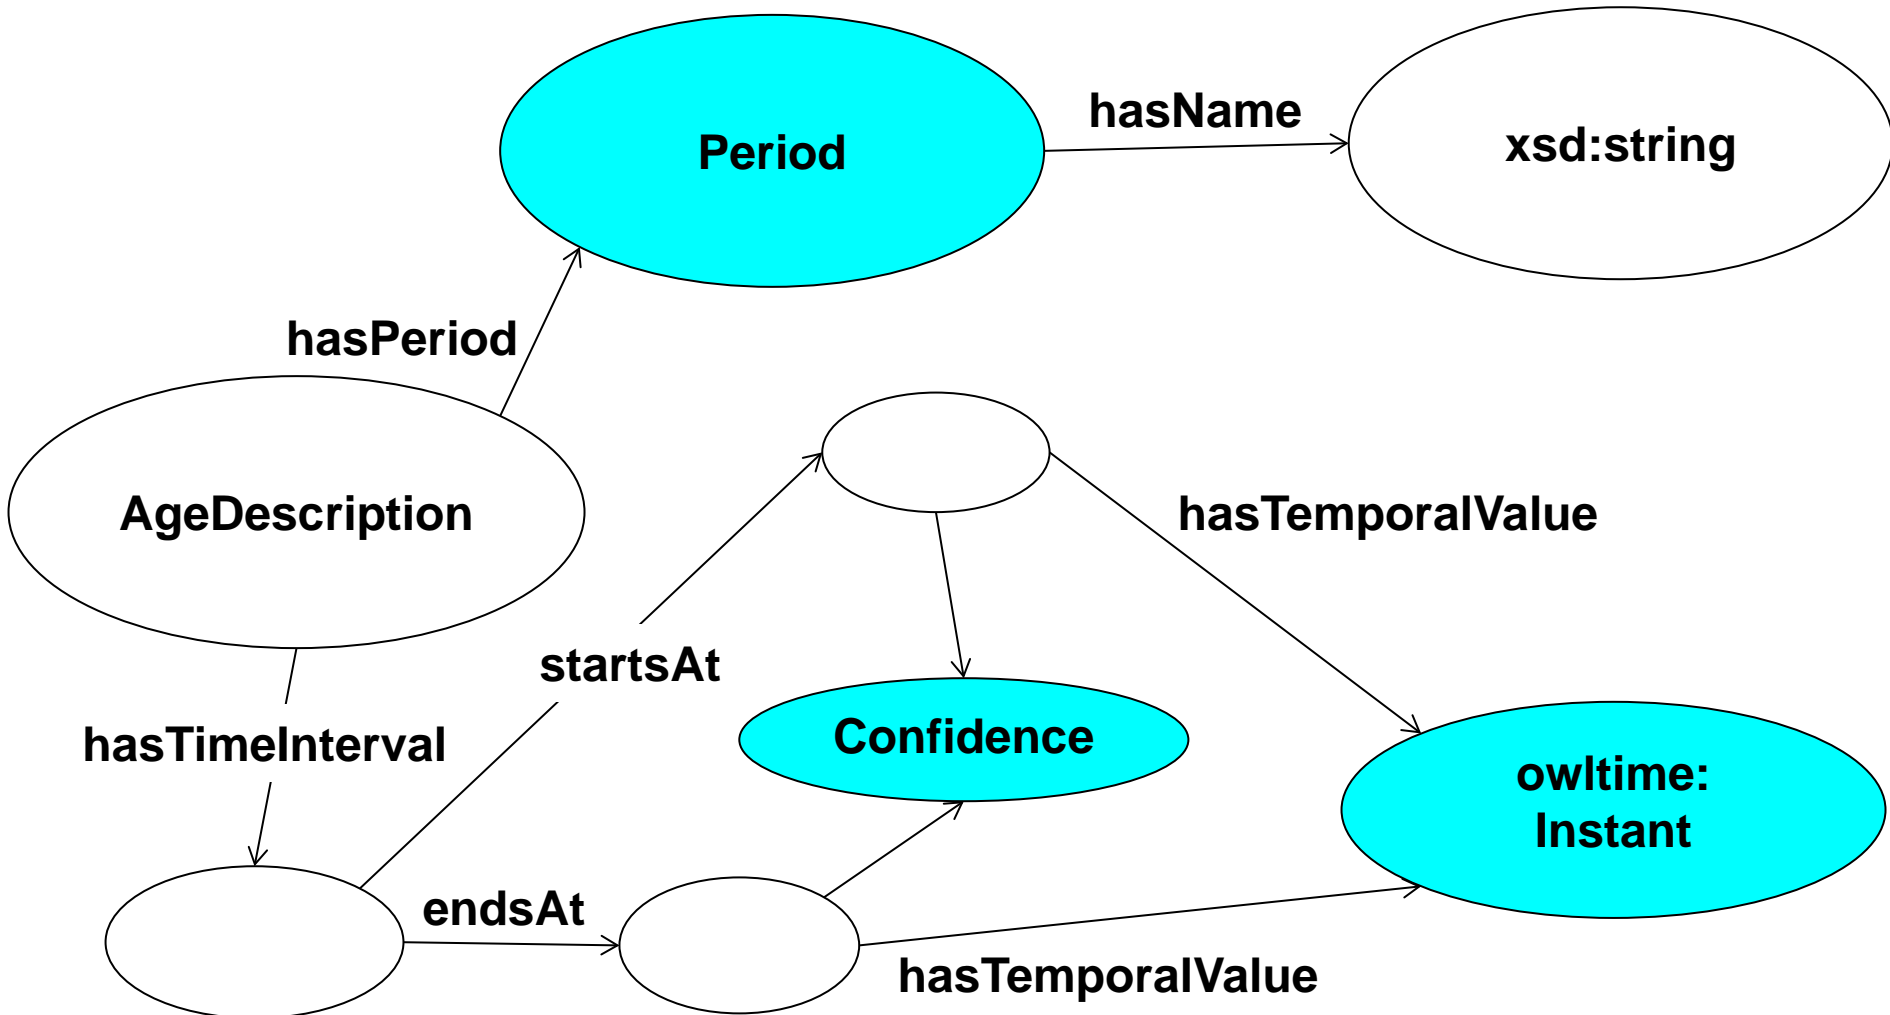 Period
hasName
xsd:string
hasPeriod
AgeDescription
hasTemporalValue
startsAt
hasTimeInterval
Confidence
owltime:
Instant
endsAt
hasTemporalValue